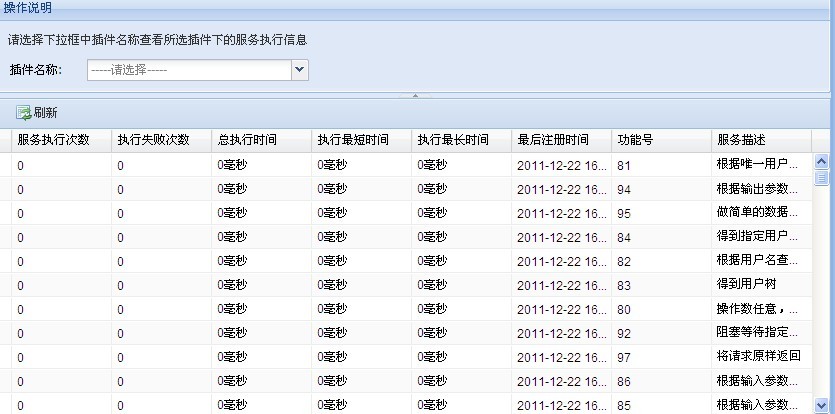 操作说明
请选择下拉框中插件名称查看所选插件下的服务执行信息
插件名称: -----请选择-----
刷新
服务执行次数 执行失败次数 总执行时间 执行最短时间 执行最长时间 最后注册时间 功能号 服务描述
0 0 0毫秒 0毫秒 0毫秒 2011-12-22 16... 81 根据唯一用户...
0 0 0毫秒 0毫秒 0毫秒 2011-12-22 16... 94 根据输出参数...
0 0 0毫秒 0毫秒 0毫秒 2011-12-22 16... 95 做简单的数据...
0 0 0毫秒 0毫秒 0毫秒 2011-12-22 16... 84 得到指定用户...
0 0 0毫秒 0毫秒 0毫秒 2011-12-22 16... 82 根据用户名查...
0 0 0毫秒 0毫秒 0毫秒 2011-12-22 16... 83 得到用户树
0 0 0毫秒 0毫秒 0毫秒 2011-12-22 16... 80 操作数任意，...
0 0 0毫秒 0毫秒 0毫秒 2011-12-22 16... 92 阻塞等待指定...
0 0 0毫秒 0毫秒 0毫秒 2011-12-22 16... 97 将请求原样返回
0 0 0毫秒 0毫秒 0毫秒 2011-12-22 16... 86 根据输入参数...
0 0 0毫秒 0毫秒 0毫秒 2011-12-22 16... 85 根据输入参数...